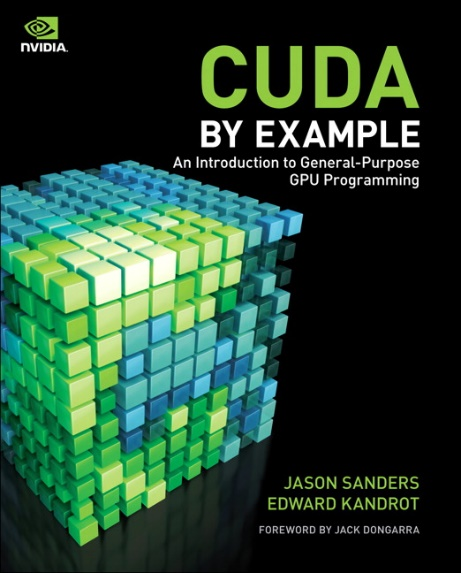 NVIDIA.
CUDA
BY EXAMPLE
An Introduction to General-Purpose
GPU Programming
JASON SANDERS
EDWARD KANDROT
FOREWORD BY JACK DONGARRA